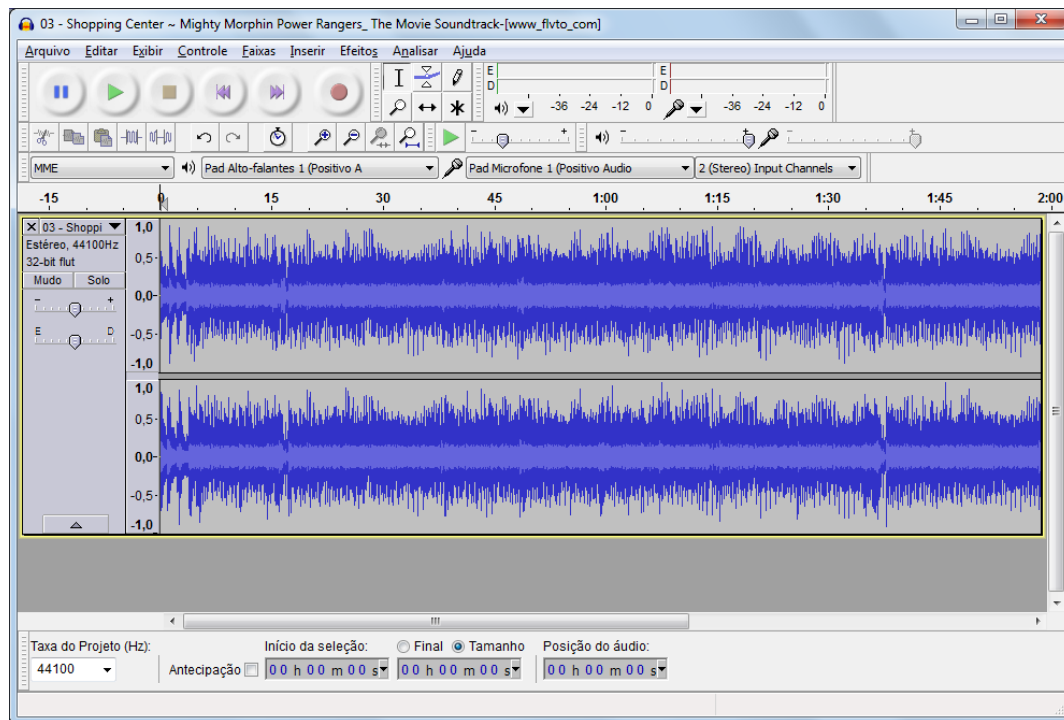 03 - Shopping Center ~ Mighty Morphin Power Rangers_ The Movie Soundtrack-[www_flvto_com]
Arquivo Editar Exibir Controle Faixas Inserir Efeitos Analisar Ajuda
E E
D D
-36 -24 -12 0 -36 -24 -12 0
- + - + - +
MME Pad Alto-falantes 1 (Positivo A Pad Microfone 1 (Positivo Audio 2 (Stereo) Input Channels
-15 0 15 30 45 1:00 1:15 1:30 1:45 2:00
X 03 - Shoppi 1,0
Estéreo, 44100Hz
32-bit flut 0,5-
Mudo Solo
- + 0,0-
E D -0,5-
-1,0
1,0
0,5-
0,0-
-0,5-
-1,0
Taxa do Projeto (Hz): Início da seleção: Final Tamanho Posição do áudio:
44100 Antecipação 00 h 00 m 00 s 00 h 00 m 00 s 00 h 00 m 00 s